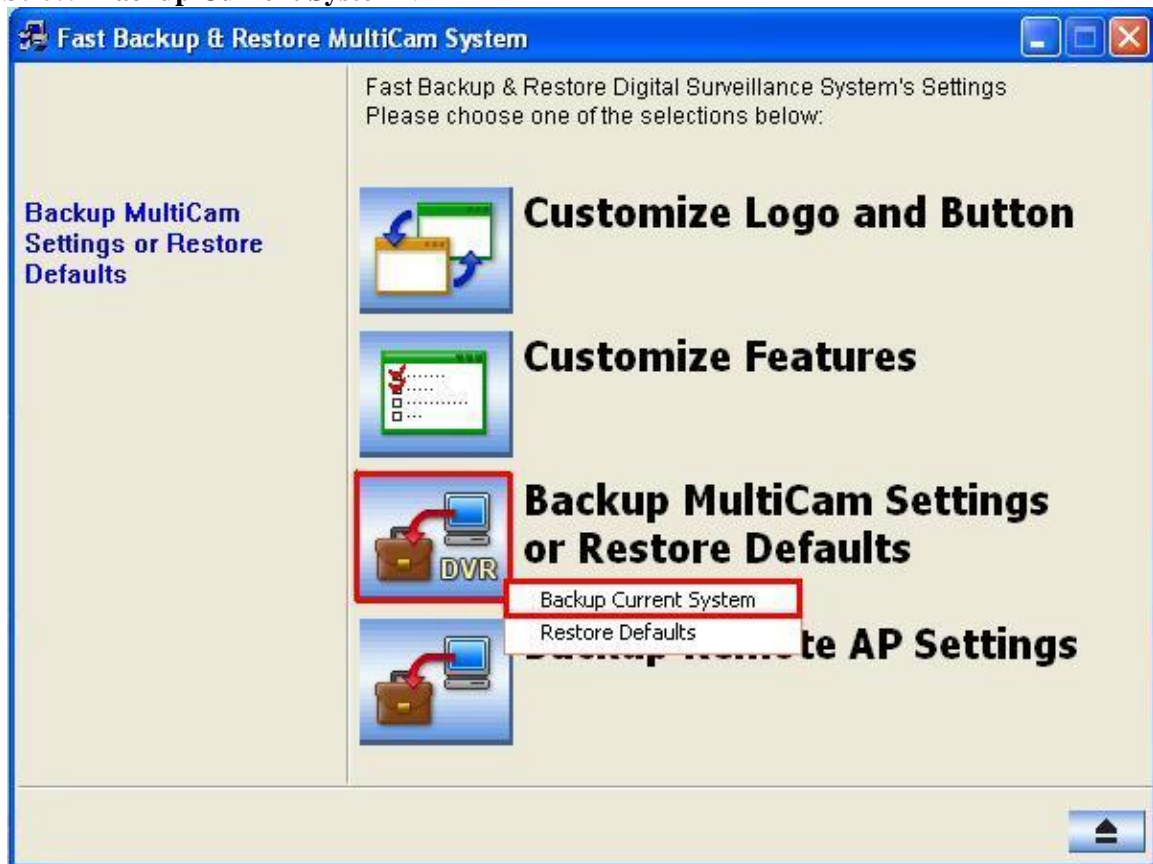 Fast Backup & Restore MultiCam System
Fast Backup & Restore Digital Surveillance System's Settings
Please choose one of the selections below:
Backup MultiCam
Settings or Restore
Defaults
Customize Logo and Button
Customize Features
Backup MultiCam Settings
or Restore Defaults
DVR
Backup Current System
Restore Defaults
AP Settings